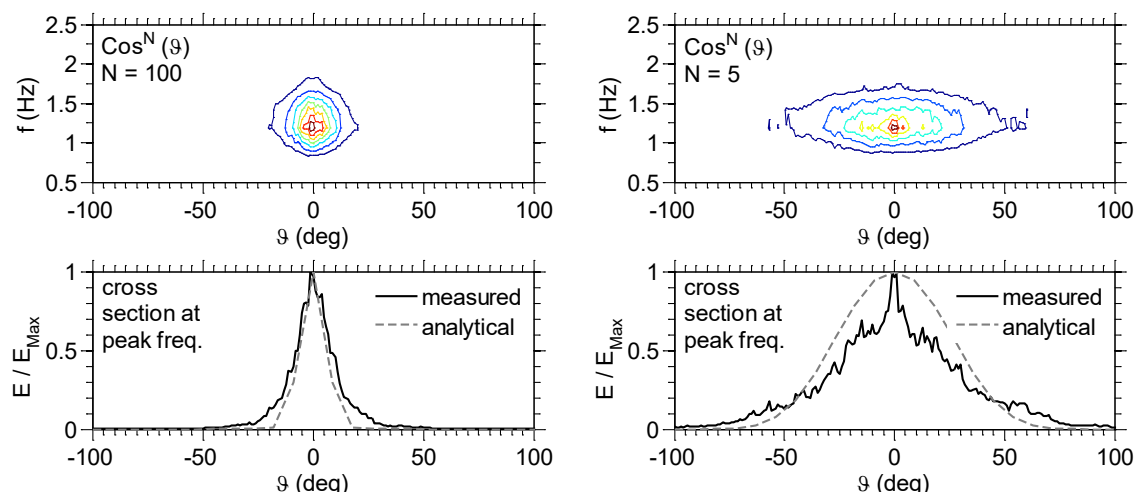 2.5
2
1.5
1
0.5
f (Hz)
Cos^N (ϑ)
N = 100
-100 -50 0 50 100
ϑ (deg)
2.5
2
1.5
1
0.5
f (Hz)
Cos^N (ϑ)
N = 5
-100 -50 0 50 100
ϑ (deg)
1
0.5
0
E / E_Max
cross
section at
peak freq.
measured
analytical
-100 -50 0 50 100
ϑ (deg)
1
0.5
0
E / E_Max
cross
section at
peak freq.
measured
analytical
-100 -50 0 50 100
ϑ (deg)